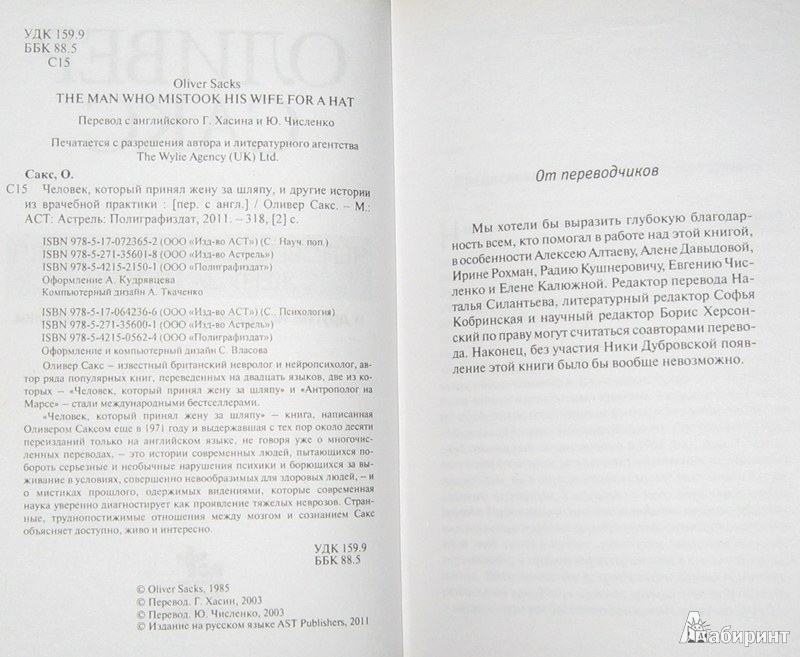 УДК 159.9
ББК 88.5
С15
Oliver Sacks
THE MAN WHO MISTOOK HIS WIFE FOR A HAT
Перевод с английского Г. Хасина и Ю. Численко
Печатается с разрешения автора и литературного агентства
The Wylie Agency (UK) Ltd.
Сакс, О.
С15 Человек, который принял жену за шляпу, и другие истории
из врачебной практики : [пер. с англ.] / Оливер Сакс. – М.:
АСТ: Астрель: Полиграфиздат, 2011. – 318, [2] с.
ISBN 978-5-17-072365-2 (ООО «Изд-во АСТ») (С.: Науч. поп.)
ISBN 978-5-271-35601-8 (ООО «Изд-во Астрель»)
ISBN 978-5-4215-2150-1 (ООО «Полиграфиздат»)
Оформление А. Кудрявцева
Компьютерный дизайн А. Ткаченко
ISBN 978-5-17-064236-6 (ООО «Изд-во АСТ») (С.: Психология)
ISBN 978-5-271-35600-1 (ООО «Изд-во Астрель»)
ISBN 978-5-4215-0562-4 (ООО «Полиграфиздат»)
Оформление и компьютерный дизайн С. Власова
Оливер Сакс – известный британский невролог и нейропсихолог, ав-
тор ряда популярных книг, переведенных на двадцать языков, две из ко-
торых – «Человек, который принял жену за шляпу» и «Антрополог на
Марсе» – стали международными бестселлерами.
«Человек, который принял жену за шляпу» – книга, написанная
Оливером Саксом еще в 1971 году и выдержавшая с тех пор около десяти
переизданий только на английском языке, не говоря уже о многочис-
ленных переводах, – это истории современных людей, пытающихся по-
бороть серьезные и необычные нарушения психики и борющихся за вы-
живание в условиях, совершенно невообразимых для здоровых людей, – и
о мистиках прошлого, одержимых видениями, которые современная
наука уверенно диагностирует как проявление тяжелых неврозов. Стран-
ные, труднопостижимые отношения между мозгом и сознанием Сакс
объясняет доступно, живо и интересно.
УДК 159.9
ББК 88.5
© Oliver Sacks, 1985
© Перевод. Г. Хасин, 2003
© Перевод. Ю. Численко, 2003
© Издание на русском языке AST Publishers, 2011
От переводчиков
Мы хотели бы выразить глубокую благодар-
ность всем, кто помогал в работе над этой книгой,
в особенности Алексею Алтаеву, Алене Давыдовой,
Ирине Рохман, Радию Кушнеровичу, Евгению Чис-
ленко и Елене Калюжной. Редактор перевода На-
талья Силантьева, литературный редактор Софья
Кобринская и научный редактор Борис Херсон-
ский по праву могут считаться соавторами перево-
да. Наконец, без участия Ники Дубровской появ-
ление этой книги было бы вообще невозможно.
Лабиринт